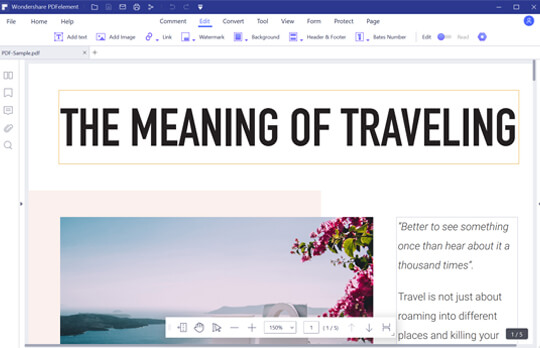 Wondershare PDFelement
File Home Comment Edit Convert Tool View Form Protect Page
Add text Add Image Link Watermark Background Header & Footer Bates Number Edit Read
PDF-Sample.pdf
THE MEANING OF TRAVELING
“Better to see something
once than hear about it a
thousand times”.
Travel is not just about
roaming into different
places and killing your
150% 1 (1/5)
1/5